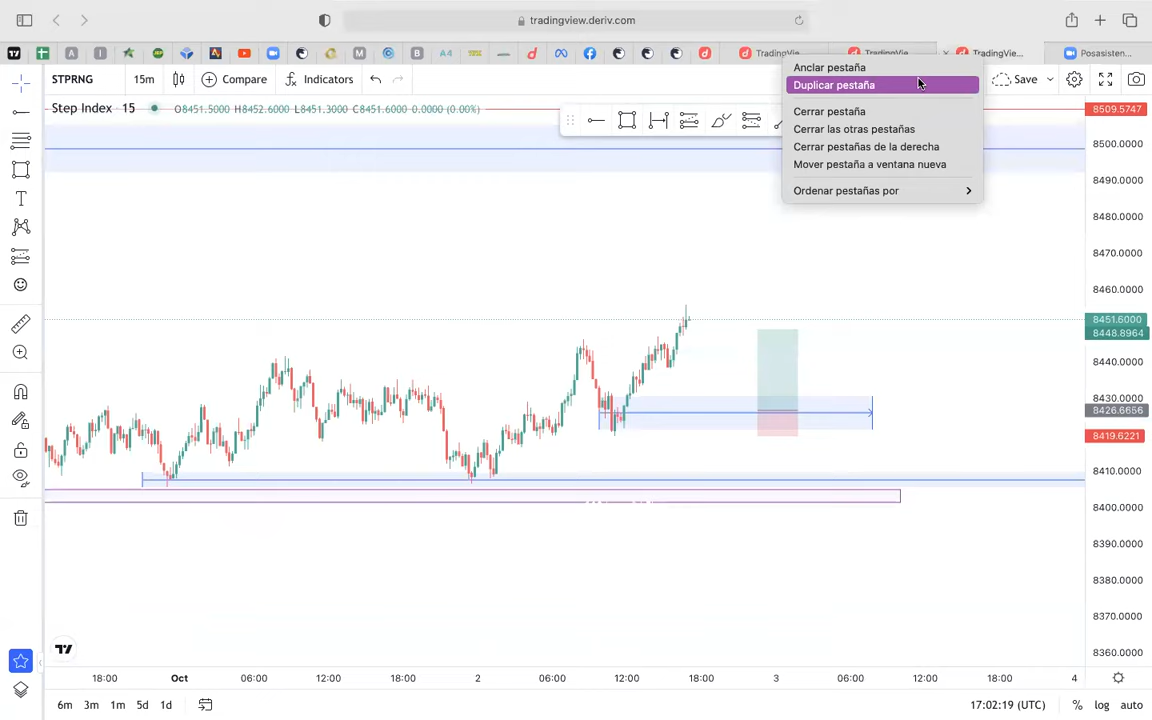 tradingview.deriv.com
TradingVie
TradingVie
TradingVie...
Posasisten...
STPRNG
15m
Compare
Indicators
Save
Anclar pestaña
Duplicar pestaña
Cerrar pestaña
Cerrar las otras pestañas
Cerrar pestañas de la derecha
Mover pestaña a ventana nueva
Ordenar pestañas por
Step Index · 15
O8451.5000 H8452.6000 L8451.3000 C8451.6000 0.0000 (0.00%)
8509.5747
8500.0000
8490.0000
8480.0000
8470.0000
8460.0000
8451.6000
8448.8964
8440.0000
8430.0000
8426.6656
8419.6221
8410.0000
8400.0000
8390.0000
8380.0000
8370.0000
8360.0000
18:00
Oct
06:00
12:00
18:00
2
06:00
12:00
18:00
3
06:00
12:00
18:00
4
6m
3m
1m
5d
1d
17:02:19 (UTC)
%
log
auto